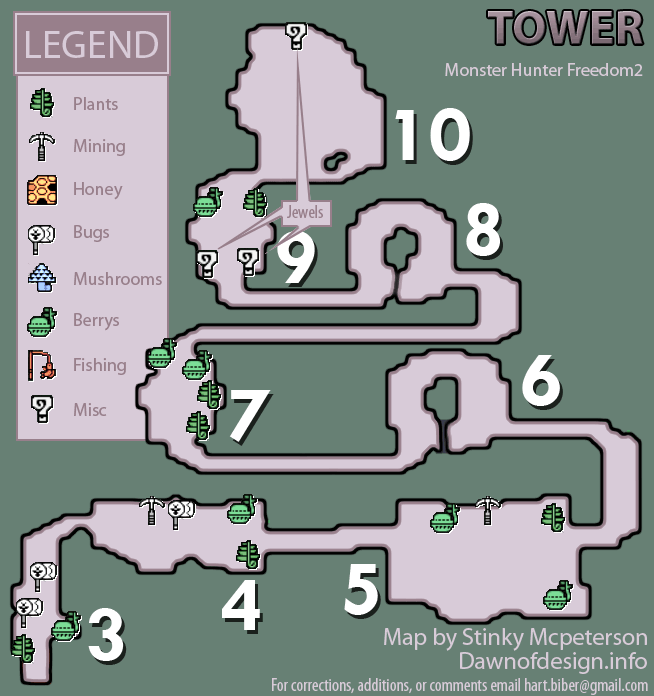 TOWER
Monster Hunter Freedom2
LEGEND
Plants
Mining
Honey
Bugs
Mushrooms
Berrys
Fishing
Misc
10
Jewels
9
8
7
6
5
4
3
Map by Stinky Mcpeterson
Dawnofdesign.info
For corrections, additions, or comments email hart.biber@gmail.com